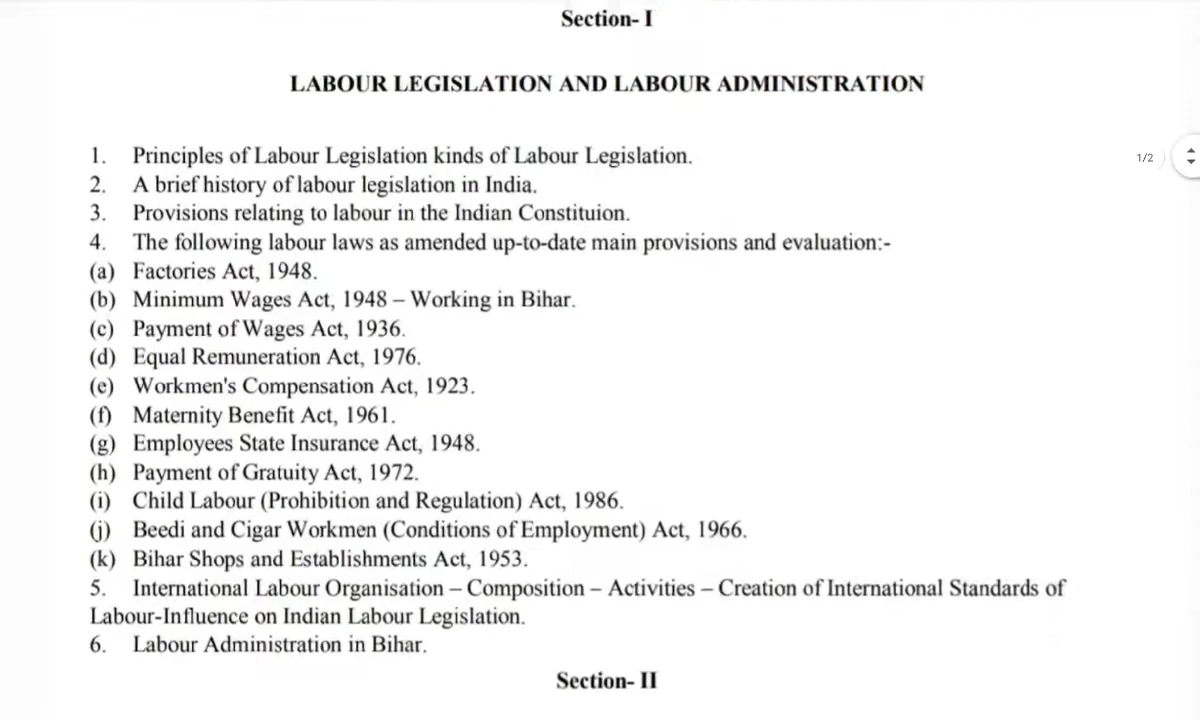 Section- I
LABOUR LEGISLATION AND LABOUR ADMINISTRATION
1. Principles of Labour Legislation kinds of Labour Legislation.
2. A brief history of labour legislation in India.
3. Provisions relating to labour in the Indian Constituion.
4. The following labour laws as amended up-to-date main provisions and evaluation:-
(a) Factories Act, 1948.
(b) Minimum Wages Act, 1948 – Working in Bihar.
(c) Payment of Wages Act, 1936.
(d) Equal Remuneration Act, 1976.
(e) Workmen's Compensation Act, 1923.
(f) Maternity Benefit Act, 1961.
(g) Employees State Insurance Act, 1948.
(h) Payment of Gratuity Act, 1972.
(i) Child Labour (Prohibition and Regulation) Act, 1986.
(j) Beedi and Cigar Workmen (Conditions of Employment) Act, 1966.
(k) Bihar Shops and Establishments Act, 1953.
5. International Labour Organisation – Composition – Activities – Creation of International Standards of
Labour-Influence on Indian Labour Legislation.
6. Labour Administration in Bihar.
Section- II
1/2